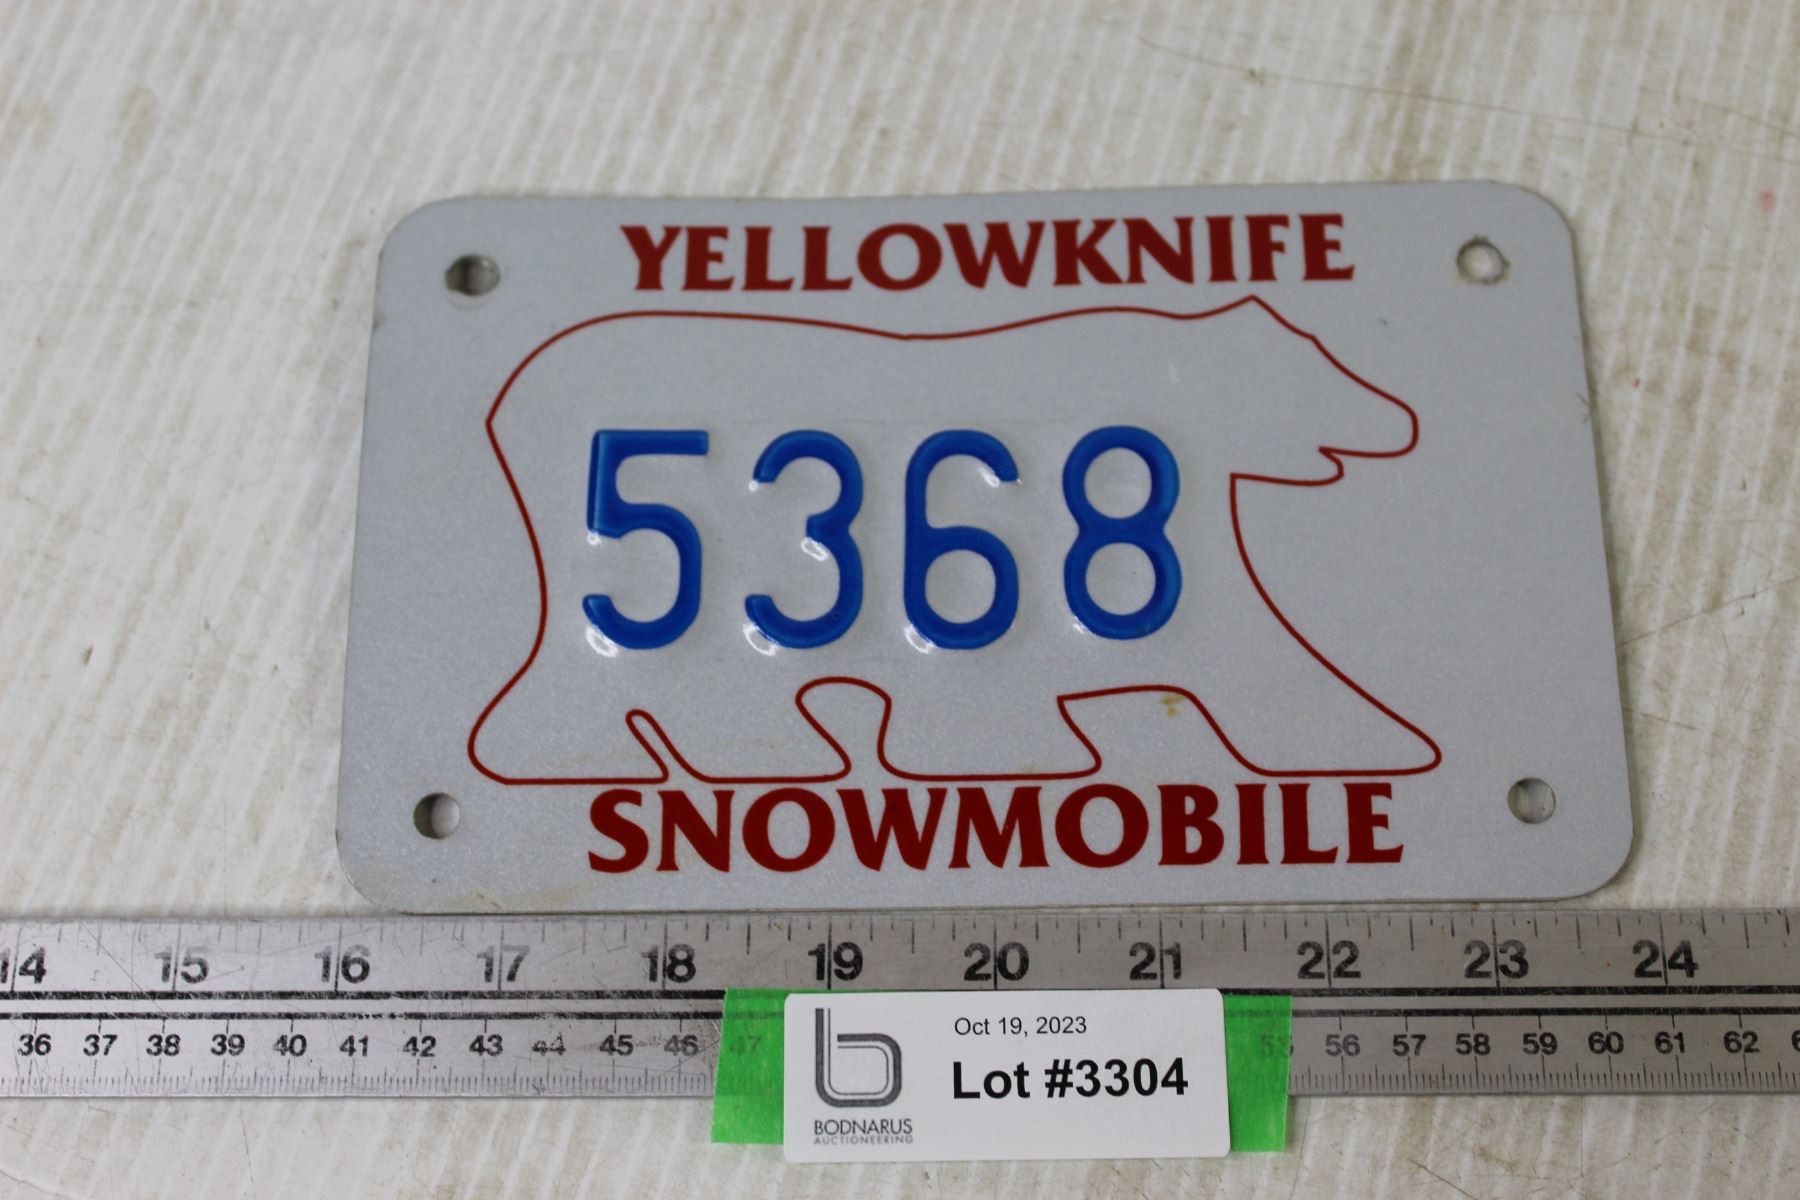 YELLOWKNIFE
5368
SNOWMOBILE
14 15 16 17 18 19 20 21 22 23 24
36 37 38 39 40 41 42 43 44 45 46 47 55 56 57 58 59 60 61 62
Oct 19, 2023
Lot #3304
b
BODNARUS
AUCTIONEERING